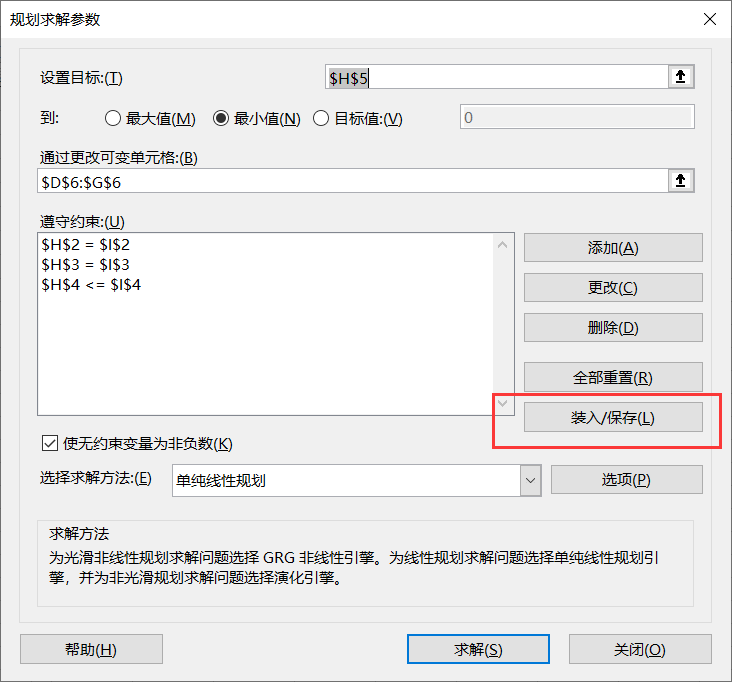 规划求解参数
设置目标:(T) $H$5
到: 最大值(M) 最小值(N) 目标值:(V) 0
通过更改可变单元格:(B)
$D$6:$G$6
遵守约束:(U)
$H$2 = $I$2
$H$3 = $I$3
$H$4 <= $I$4
添加(A)
更改(C)
删除(D)
全部重置(R)
装入/保存(L)
使无约束变量为非负数(K)
选择求解方法:(E) 单纯线性规划 选项(P)
求解方法
为光滑非线性规划求解问题选择 GRG 非线性引擎。为线性规划求解问题选择单纯线性规划引
擎，并为非光滑规划求解问题选择演化引擎。
帮助(H) 求解(S) 关闭(O)